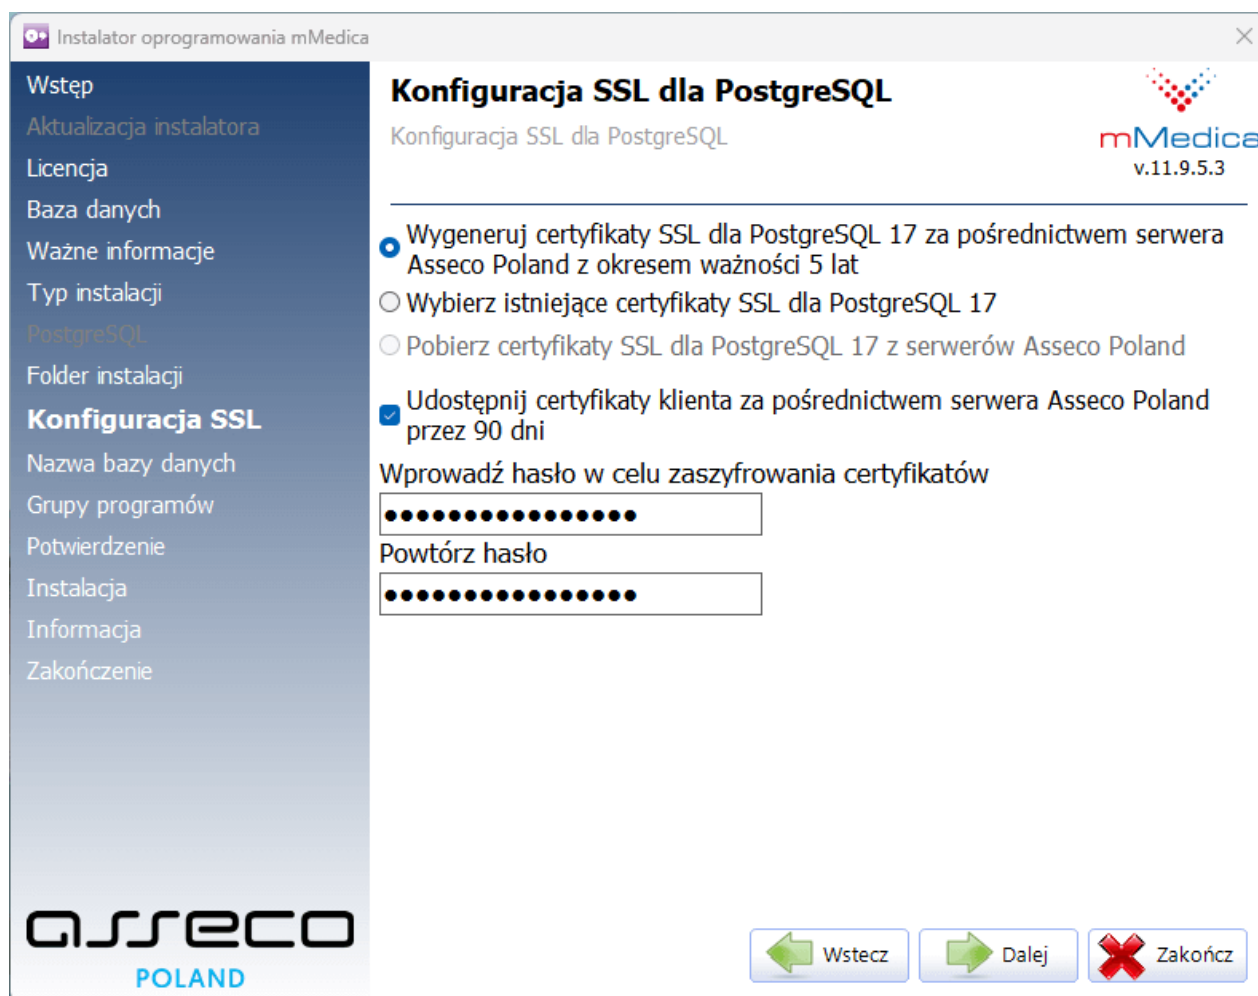 Instalator oprogramowania mMedica
Wstęp
Aktualizacja instalatora
Licencja
Baza danych
Ważne informacje
Typ instalacji
PostgreSQL
Folder instalacji
Konfiguracja SSL
Nazwa bazy danych
Grupy programów
Potwierdzenie
Instalacja
Informacja
Zakończenie
asseco
POLAND
Konfiguracja SSL dla PostgreSQL
Konfiguracja SSL dla PostgreSQL
mMedica
v.11.9.5.3
Wygeneruj certyfikaty SSL dla PostgreSQL 17 za pośrednictwem serwera
Asseco Poland z okresem ważności 5 lat
Wybierz istniejące certyfikaty SSL dla PostgreSQL 17
Pobierz certyfikaty SSL dla PostgreSQL 17 z serwerów Asseco Poland
Udostępnij certyfikaty klienta za pośrednictwem serwera Asseco Poland
przez 90 dni
Wprowadź hasło w celu zaszyfrowania certyfikatów
●●●●●●●●●●●●●●●●
Powtórz hasło
●●●●●●●●●●●●●●●●
Wstecz
Dalej
Zakończ